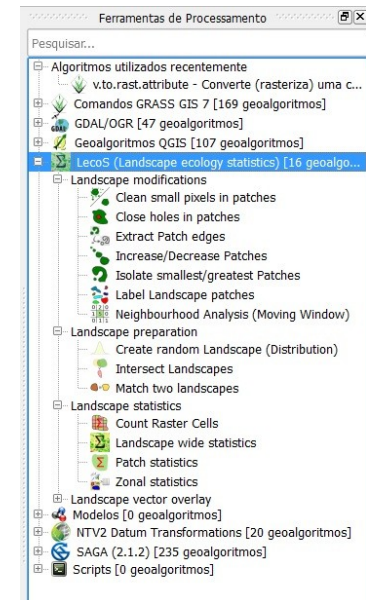 Ferramentas de Processamento
Pesquisar...
Algoritmos utilizados recentemente
v.to.rast.attribute - Converte (rasteriza) uma c...
Comandos GRASS GIS 7 [169 geoalgoritmos]
GDAL/OGR [47 geoalgoritmos]
Geoalgoritmos QGIS [107 geoalgoritmos]
LecoS (Landscape ecology statistics) [16 geoalgo...
Landscape modifications
Clean small pixels in patches
Close holes in patches
Extract Patch edges
Increase/Decrease Patches
Isolate smallest/greatest Patches
Label Landscape patches
Neighbourhood Analysis (Moving Window)
Landscape preparation
Create random Landscape (Distribution)
Intersect Landscapes
Match two landscapes
Landscape statistics
Count Raster Cells
Landscape wide statistics
Patch statistics
Zonal statistics
Landscape vector overlay
Modelos [0 geoalgoritmos]
NTV2 Datum Transformations [20 geoalgoritmos]
SAGA (2.1.2) [235 geoalgoritmos]
Scripts [0 geoalgoritmos]